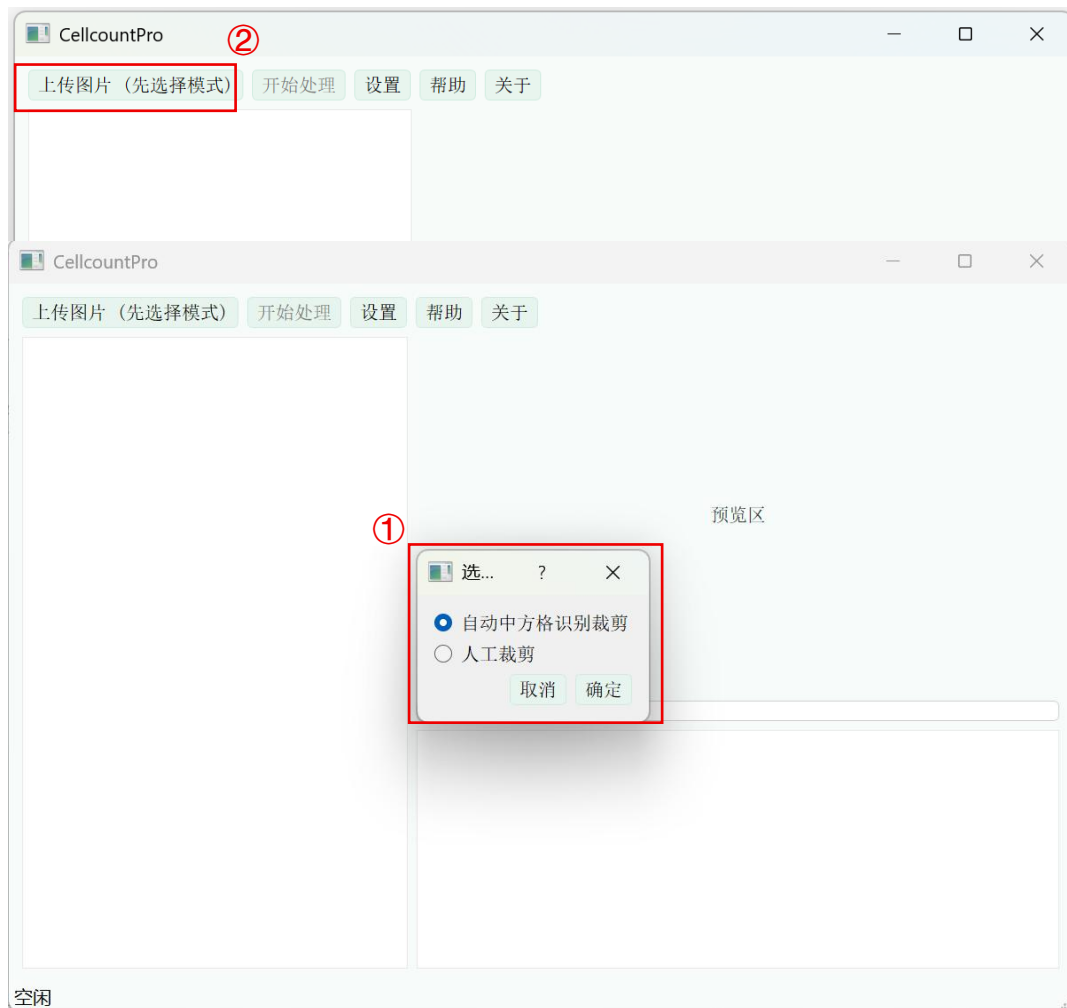 CellcountPro
②
上传图片（先选择模式） 开始处理 设置 帮助 关于
CellcountPro
上传图片（先选择模式） 开始处理 设置 帮助 关于
预览区
①
选... ?
自动中方格识别裁剪
人工裁剪
取消 确定
空闲